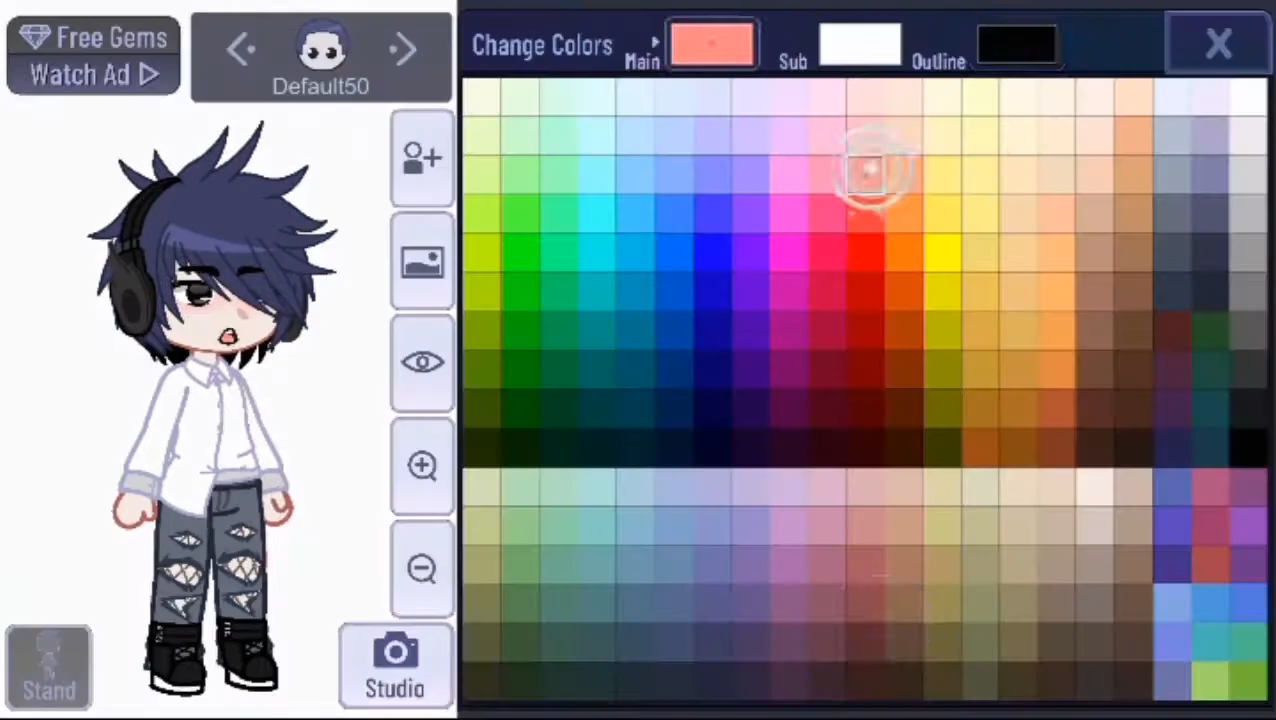 Free Gems
Watch Ad
Default50
Change Colors
Main
Sub
Outline
X
Stand
Studio